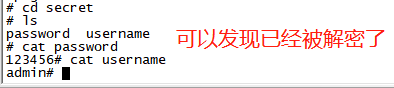 # cd secret
# ls
password  username
# cat password
123456# cat username
admin#
可以发现已经被解密了